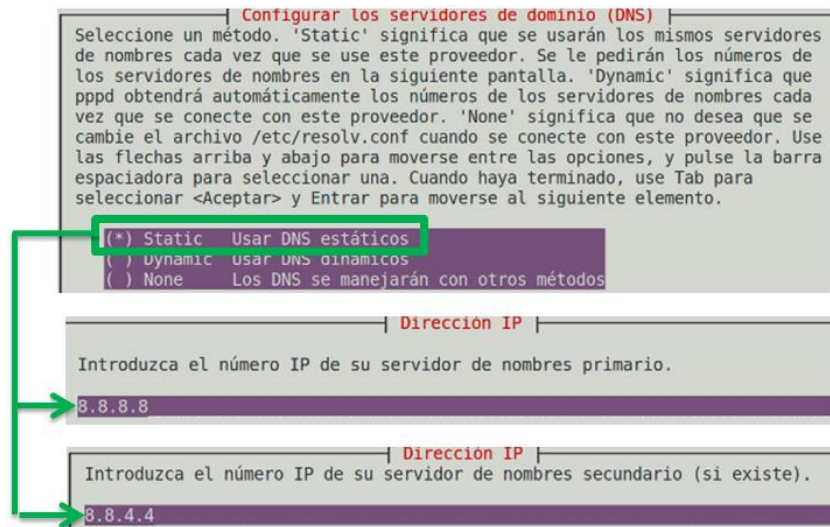 Configurar los servidores de dominio (DNS)
Seleccione un método. 'Static' significa que se usarán los mismos servidores
de nombres cada vez que se use este proveedor. Se le pedirán los números de
los servidores de nombres en la siguiente pantalla. 'Dynamic' significa que
pppd obtendrá automáticamente los números de los servidores de nombres cada
vez que se conecte con este proveedor. 'None' significa que no desea que se
cambie el archivo /etc/resolv.conf cuando se conecte con este proveedor. Use
las flechas arriba y abajo para moverse entre las opciones, y pulse la barra
espaciadora para seleccionar una. Cuando haya terminado, use Tab para
seleccionar <Aceptar> y Entrar para moverse al siguiente elemento.
(*) Static Usar DNS estáticos
( ) Dynamic Usar DNS dinámicos
( ) None Los DNS se manejarán con otros métodos
Dirección IP
Introduzca el número IP de su servidor de nombres primario.
8.8.8.8
Dirección IP
Introduzca el número IP de su servidor de nombres secundario (si existe).
8.8.4.4